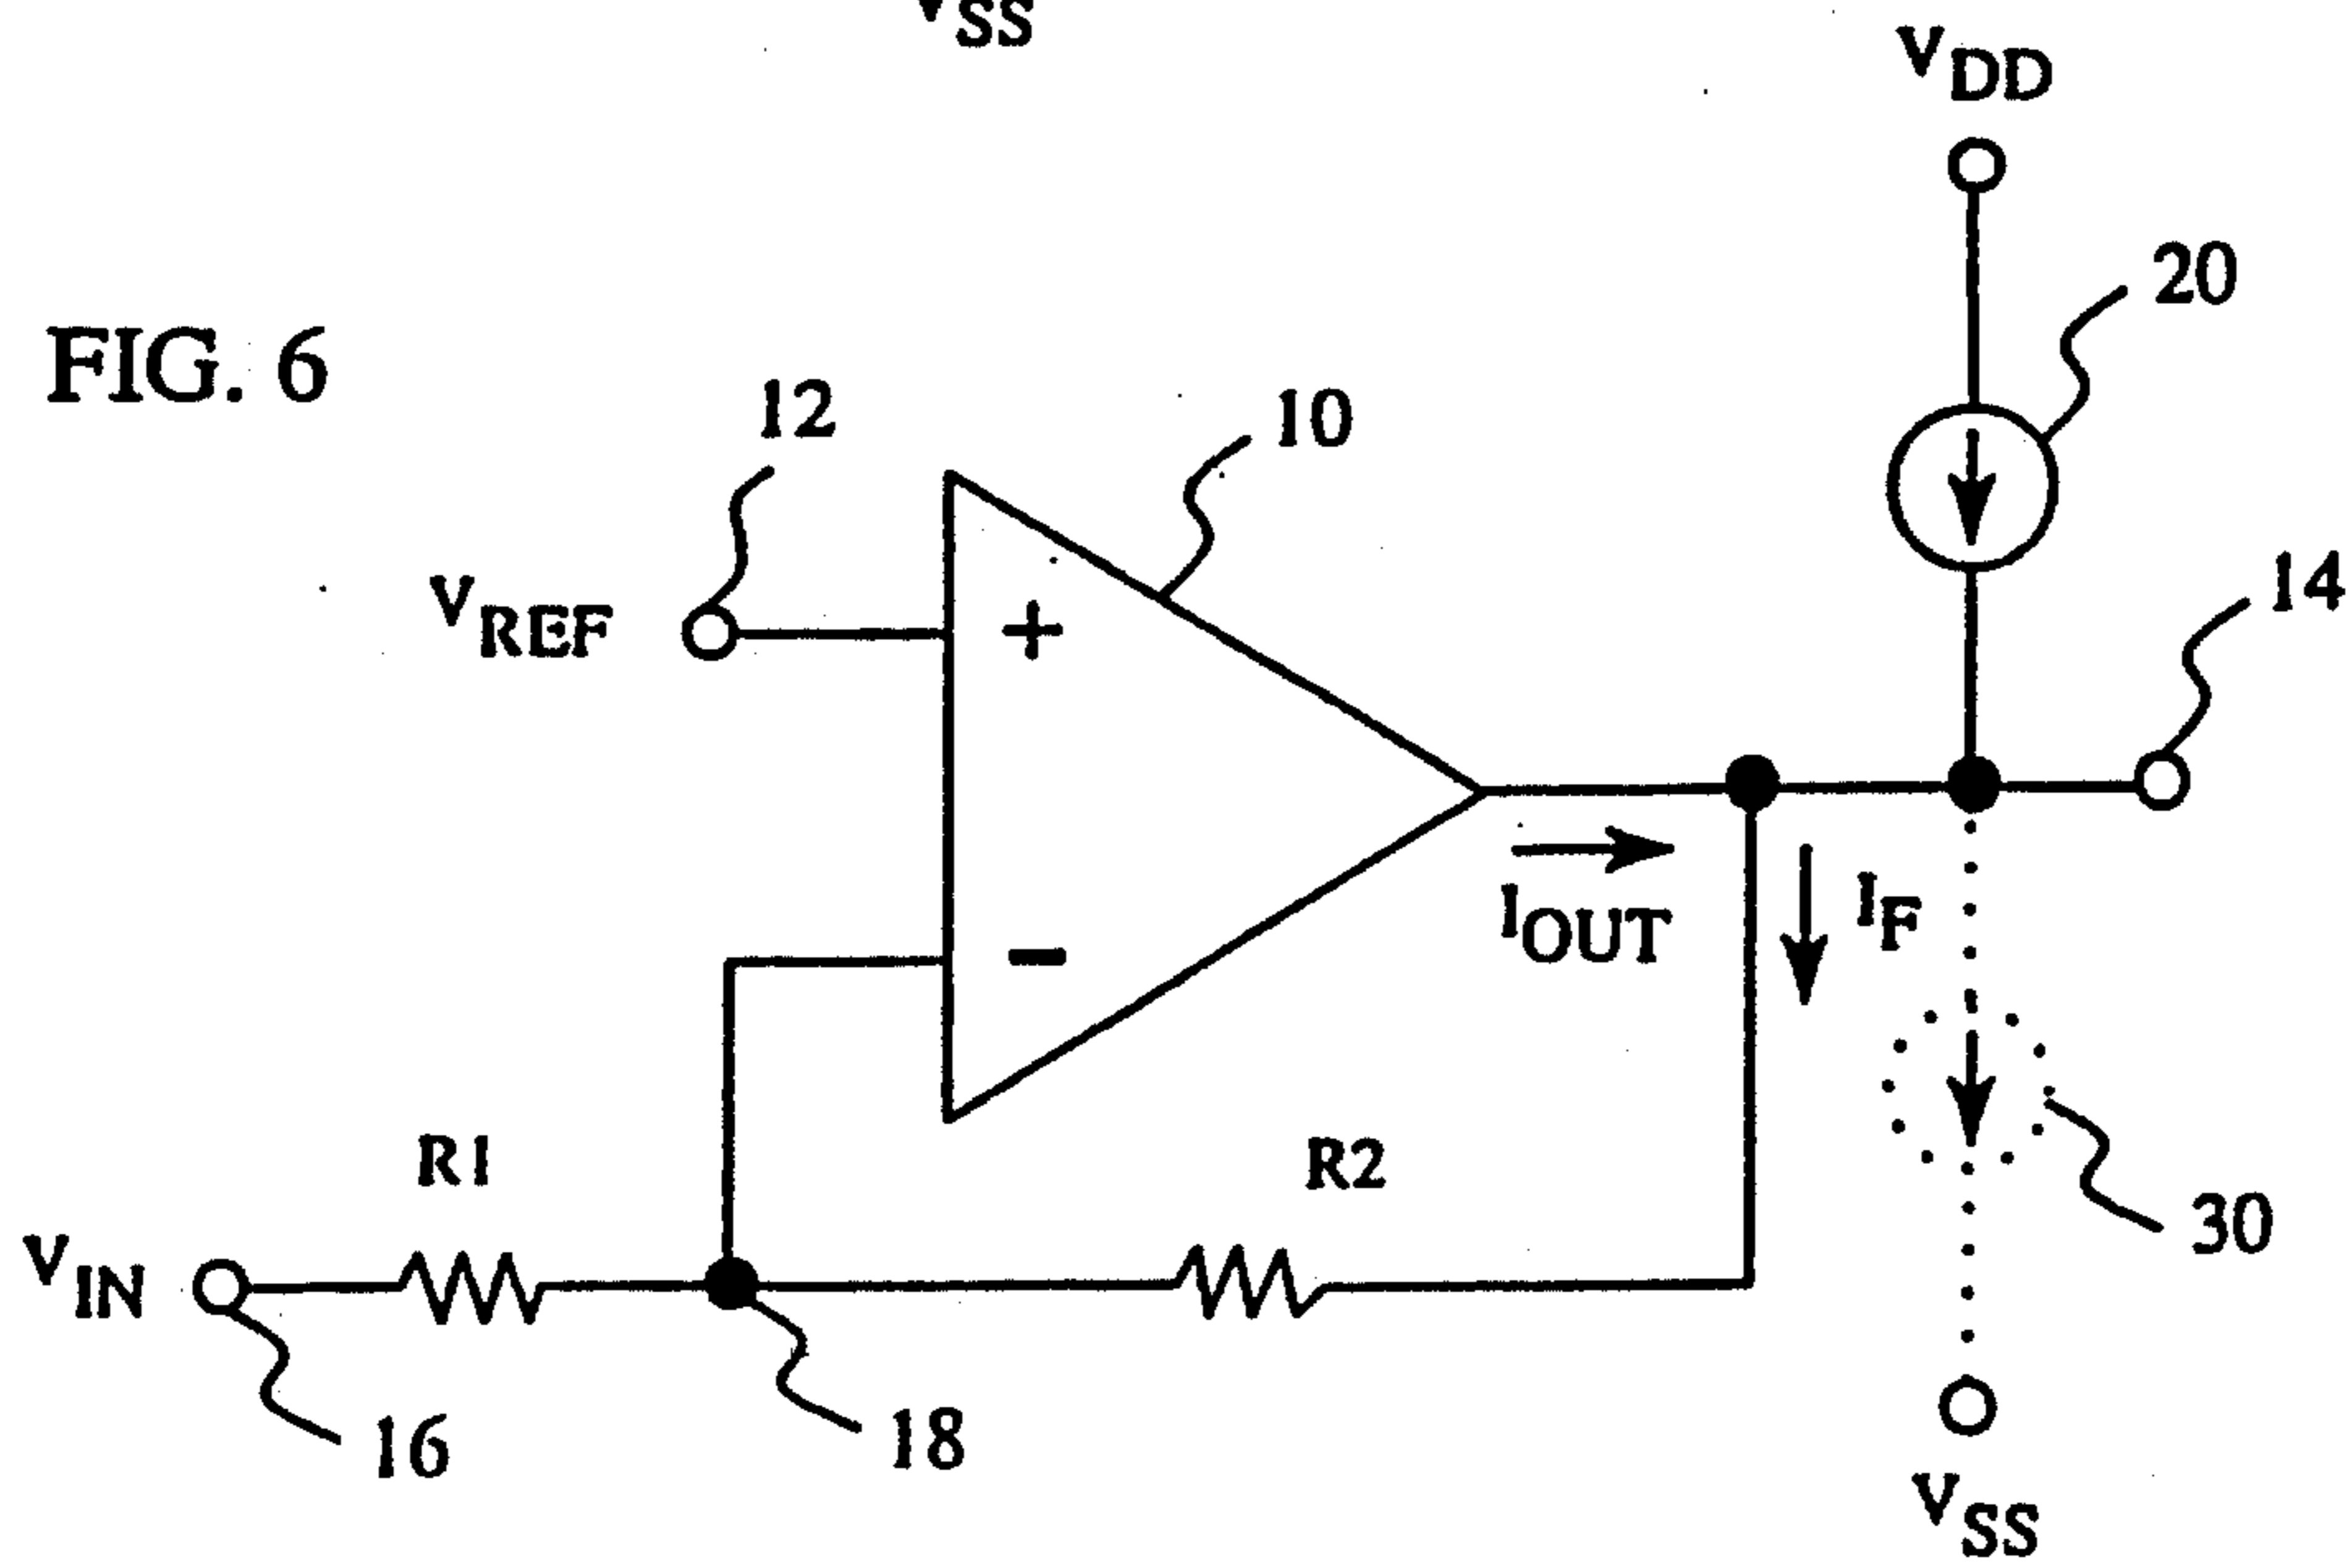 VSS
VDD
20
FIG. 6
12
10
14
VREF
+
IOUT
IF
−
R1
R2
30
VIN
16
18
VSS